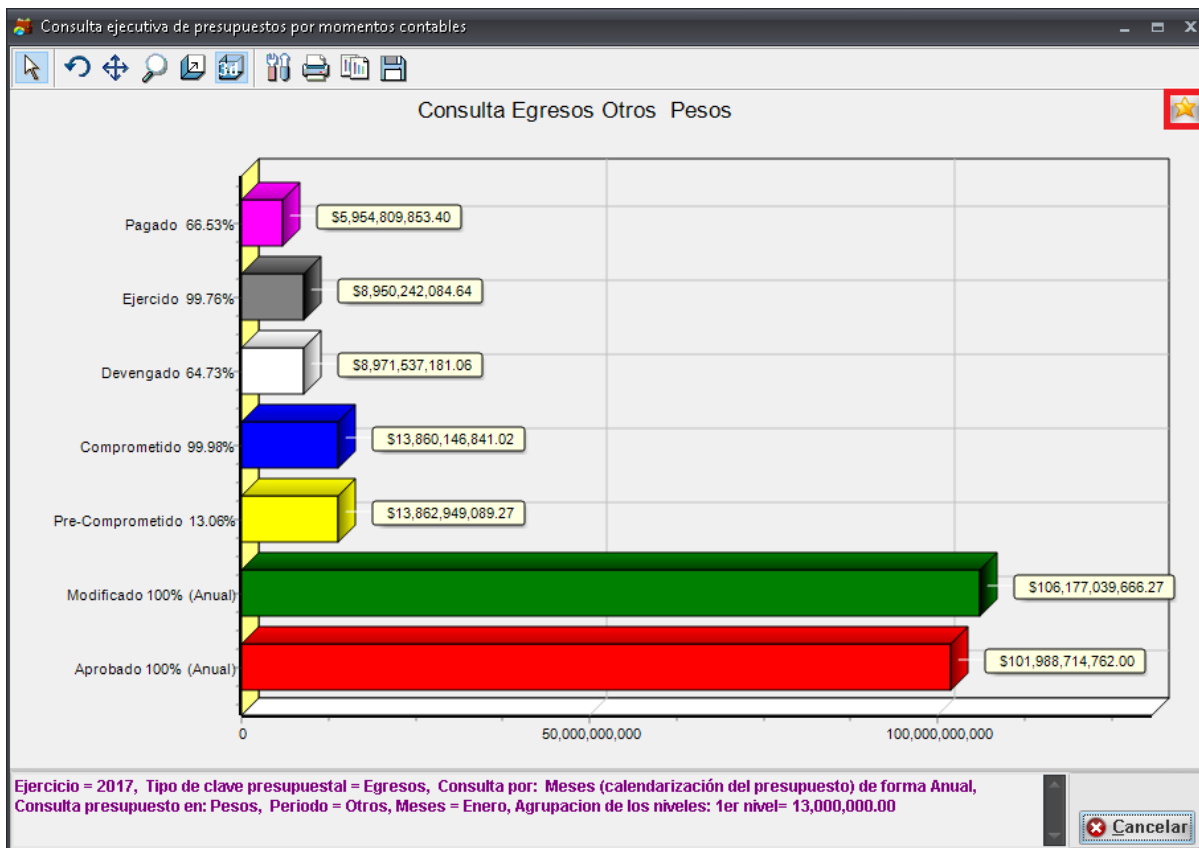 Consulta ejecutiva de presupuestos por momentos contables
3d
Consulta Egresos Otros Pesos
Pagado 66.53%
$5,954,809,853.40
Ejercido 99.76%
$8,950,242,084.64
Devengado 64.73%
$8,971,537,181.06
Comprometido 99.98%
$13,860,146,841.02
Pre-Comprometido 13.06%
$13,862,949,089.27
Modificado 100% (Anual)
$106,177,039,666.27
Aprobado 100% (Anual)
$101,988,714,762.00
0 50,000,000,000 100,000,000,000
Ejercicio = 2017, Tipo de clave presupuestal = Egresos, Consulta por: Meses (calendarización del presupuesto) de forma Anual,
Consulta presupuesto en: Pesos, Periodo = Otros, Meses = Enero, Agrupacion de los niveles: 1er nivel= 13,000,000.00
Cancelar